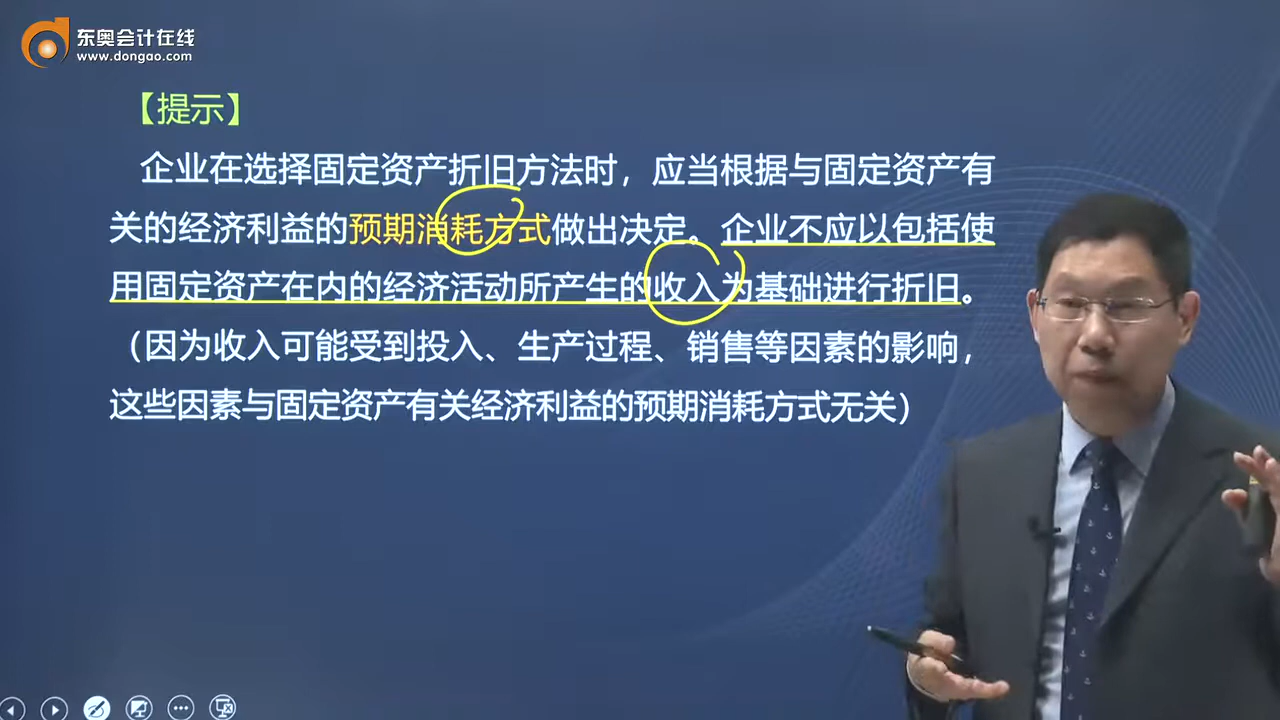 东奥会计在线
www.dongao.com
【提示】
企业在选择固定资产折旧方法时，应当根据与固定资产有
关的经济利益的预期消耗方式做出决定。企业不应以包括使
用固定资产在内的经济活动所产生的收入为基础进行折旧。
（因为收入可能受到投入、生产过程、销售等因素的影响，
这些因素与固定资产有关经济利益的预期消耗方式无关）